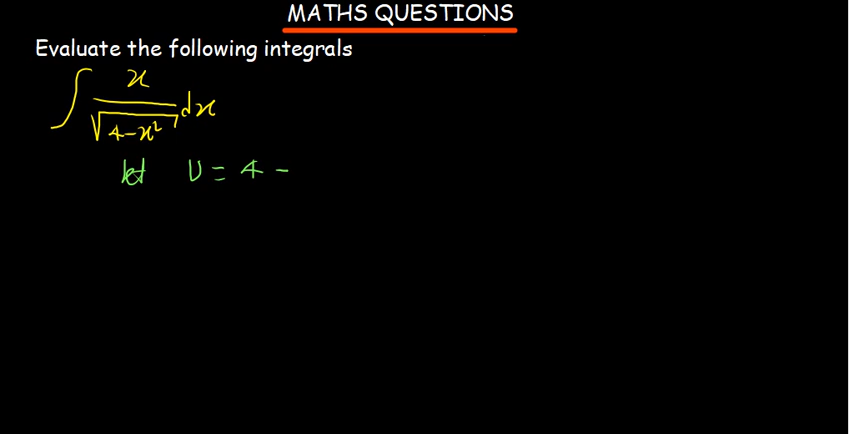 MATHS QUESTIONS
Evaluate the following integrals
∫ x/√(4-x²) dx
let U = 4 -